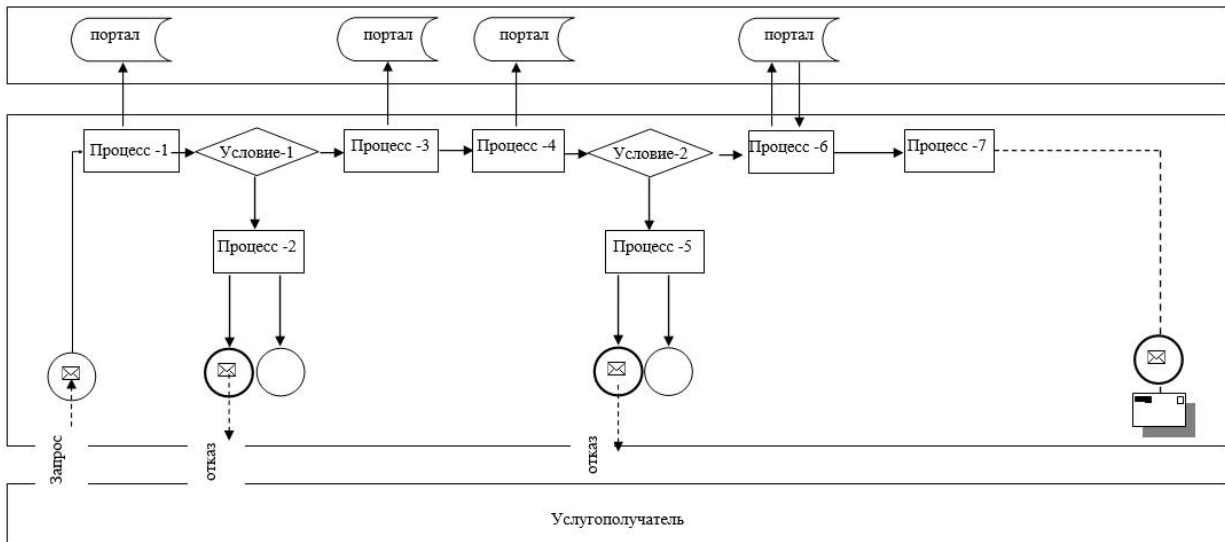 портал
портал
портал
портал
Процесс -1
Условие-1
Процесс -3
Процесс -4
Условие-2
Процесс -6
Процесс -7
Процесс -2
Процесс -5
Запрос
отказ
отказ
Услугополучатель